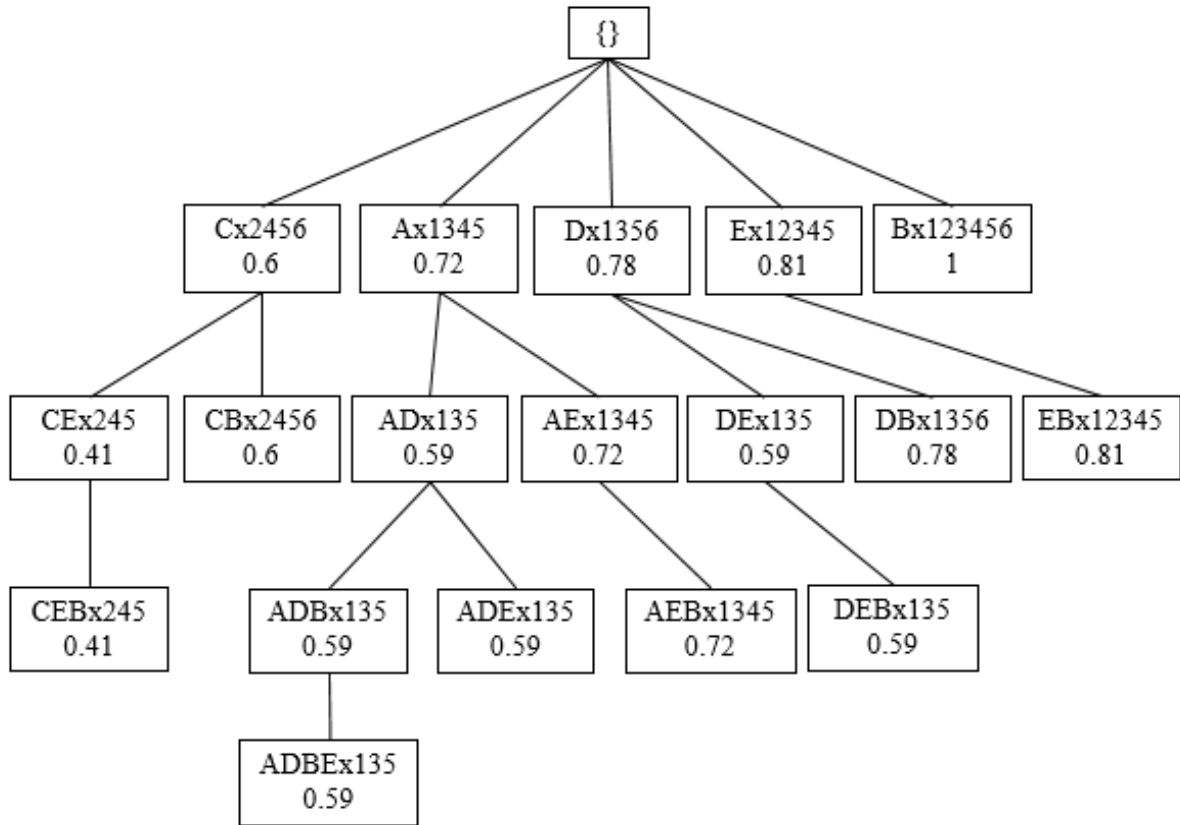 {}
Cx2456
0.6
Ax1345
0.72
Dx1356
0.78
Ex12345
0.81
Bx123456
1
CEx245
0.41
CBx2456
0.6
ADx135
0.59
AEx1345
0.72
DEx135
0.59
DBx1356
0.78
EBx12345
0.81
CEBx245
0.41
ADBx135
0.59
ADEx135
0.59
AEBx1345
0.72
DEBx135
0.59
ADBEx135
0.59